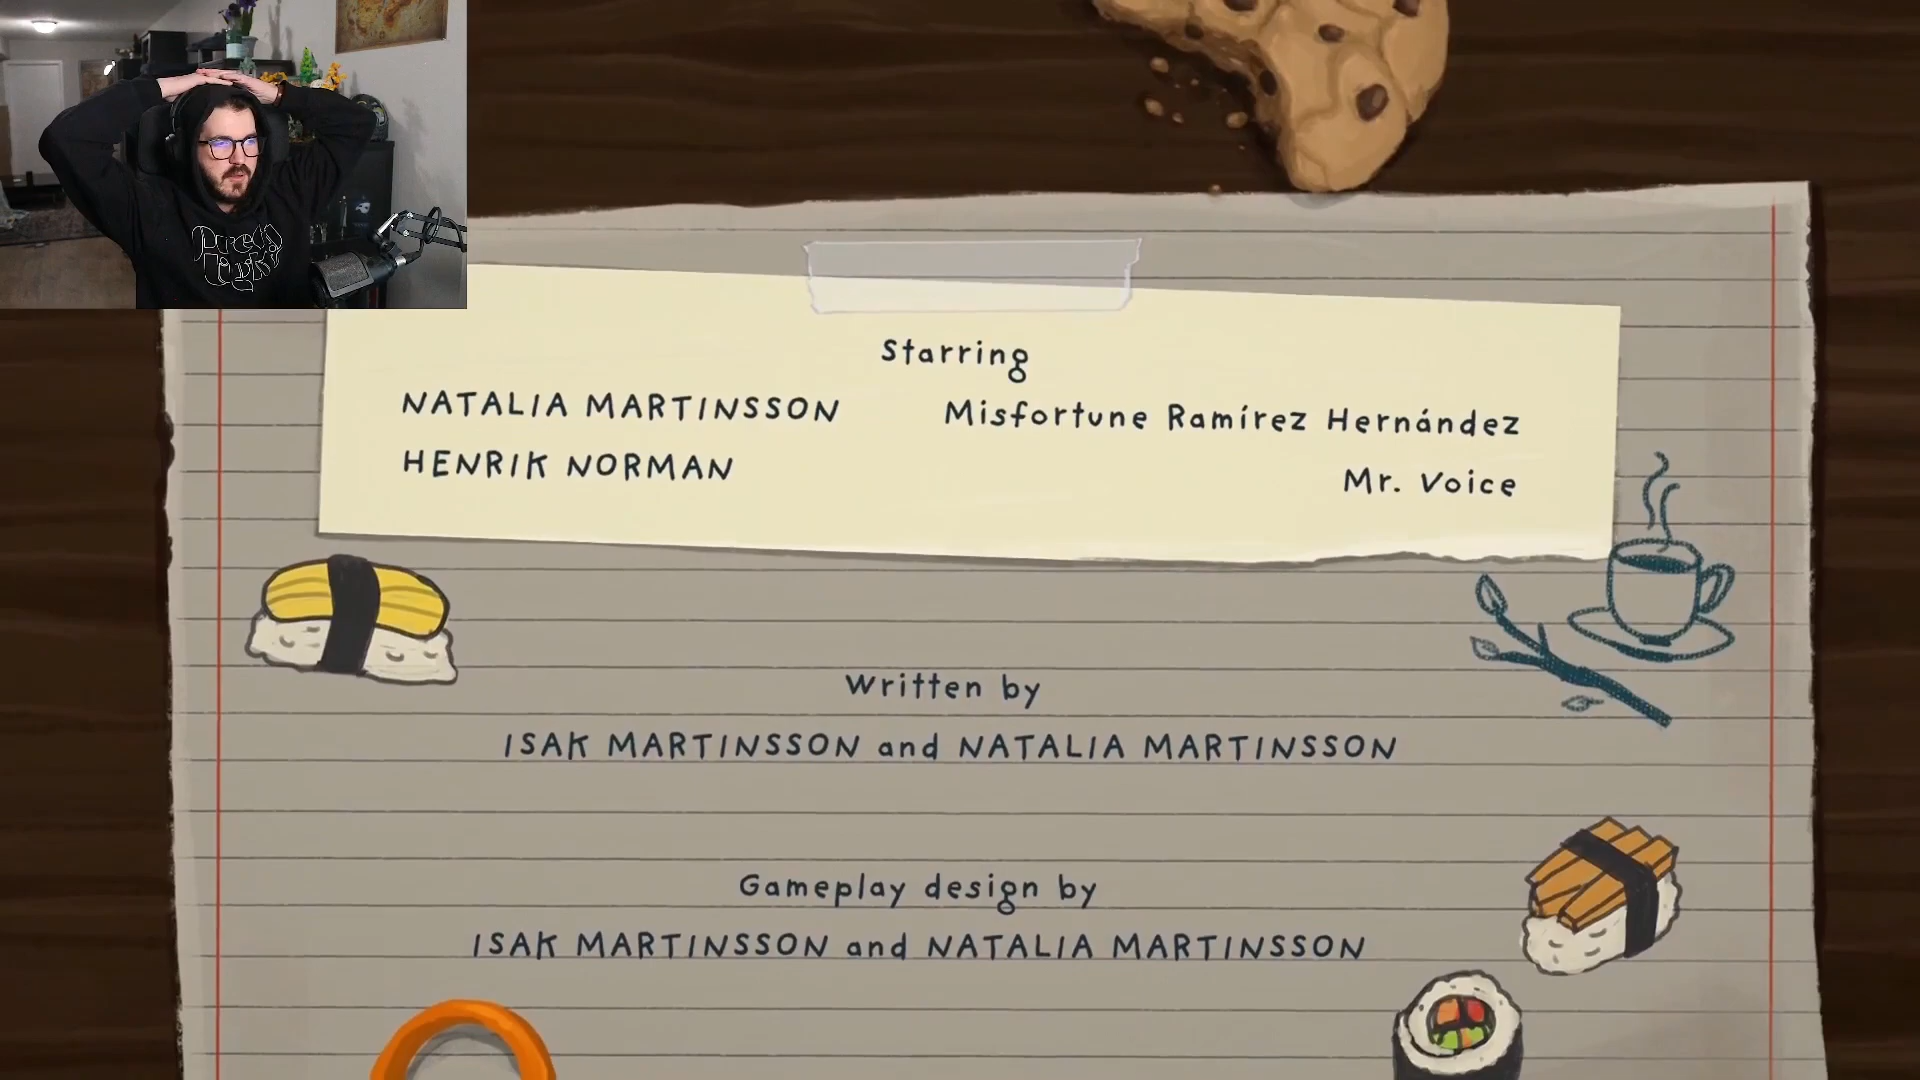 Starring
NATALIA MARTINSSON Misfortune Ramírez Hernández
HENRIK NORMAN Mr. Voice
Written by
ISAK MARTINSSON and NATALIA MARTINSSON
Gameplay design by
ISAK MARTINSSON and NATALIA MARTINSSON